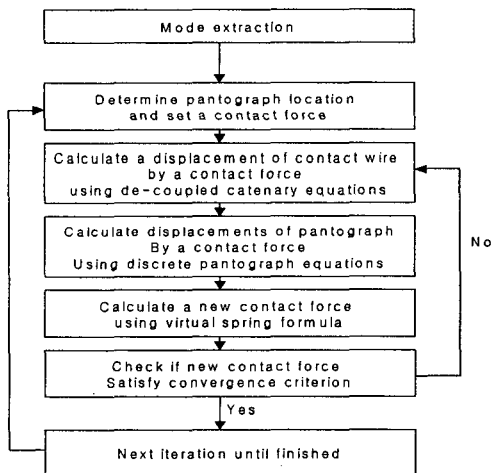 Mode extraction
Determine pantograph location
and set a contact force
Calculate a displacement of contact wire
by a contact force
using de-coupled catenary equations
Calculate displacements of pantograph
By a contact force
Using discrete pantograph equations
No
Calculate a new contact force
using virtual spring formula
Check if new contact force
Satisfy convergence criterion
Yes
Next iteration until finished